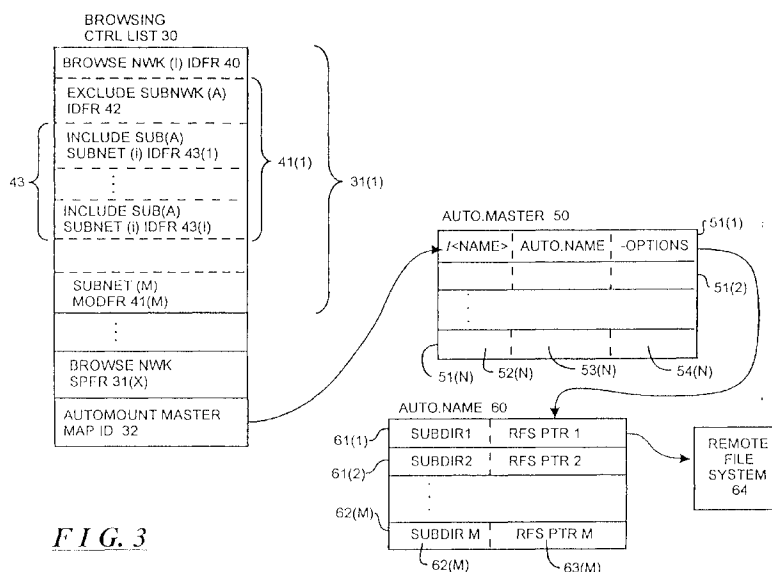 BROWSING
CTRL LIST 30
BROWSE NWK (I) IDFR 40
EXCLUDE SUBNWK (A)
IDFR 42
INCLUDE SUB(A)
SUBNET (i) IDFR 43(1)
INCLUDE SUB(A)
SUBNET (i) IDFR 43(I)
43
41(1)
31(1)
SUBNET (M)
MODFR 41(M)
BROWSE NWK
SPFR 31(X)
AUTOMOUNT MASTER
MAP ID 32
AUTO.MASTER 50
51(1)
/<NAME> AUTO.NAME -OPTIONS
51(2)
51(N) 52(N) 53(N) 54(N)
AUTO.NAME 60
61(1) SUBDIR1 RFS PTR 1
61(2) SUBDIR2 RFS PTR 2
62(M) SUBDIR M RFS PTR M
62(M) 63(M)
REMOTE
FILE
SYSTEM
64
FIG. 3